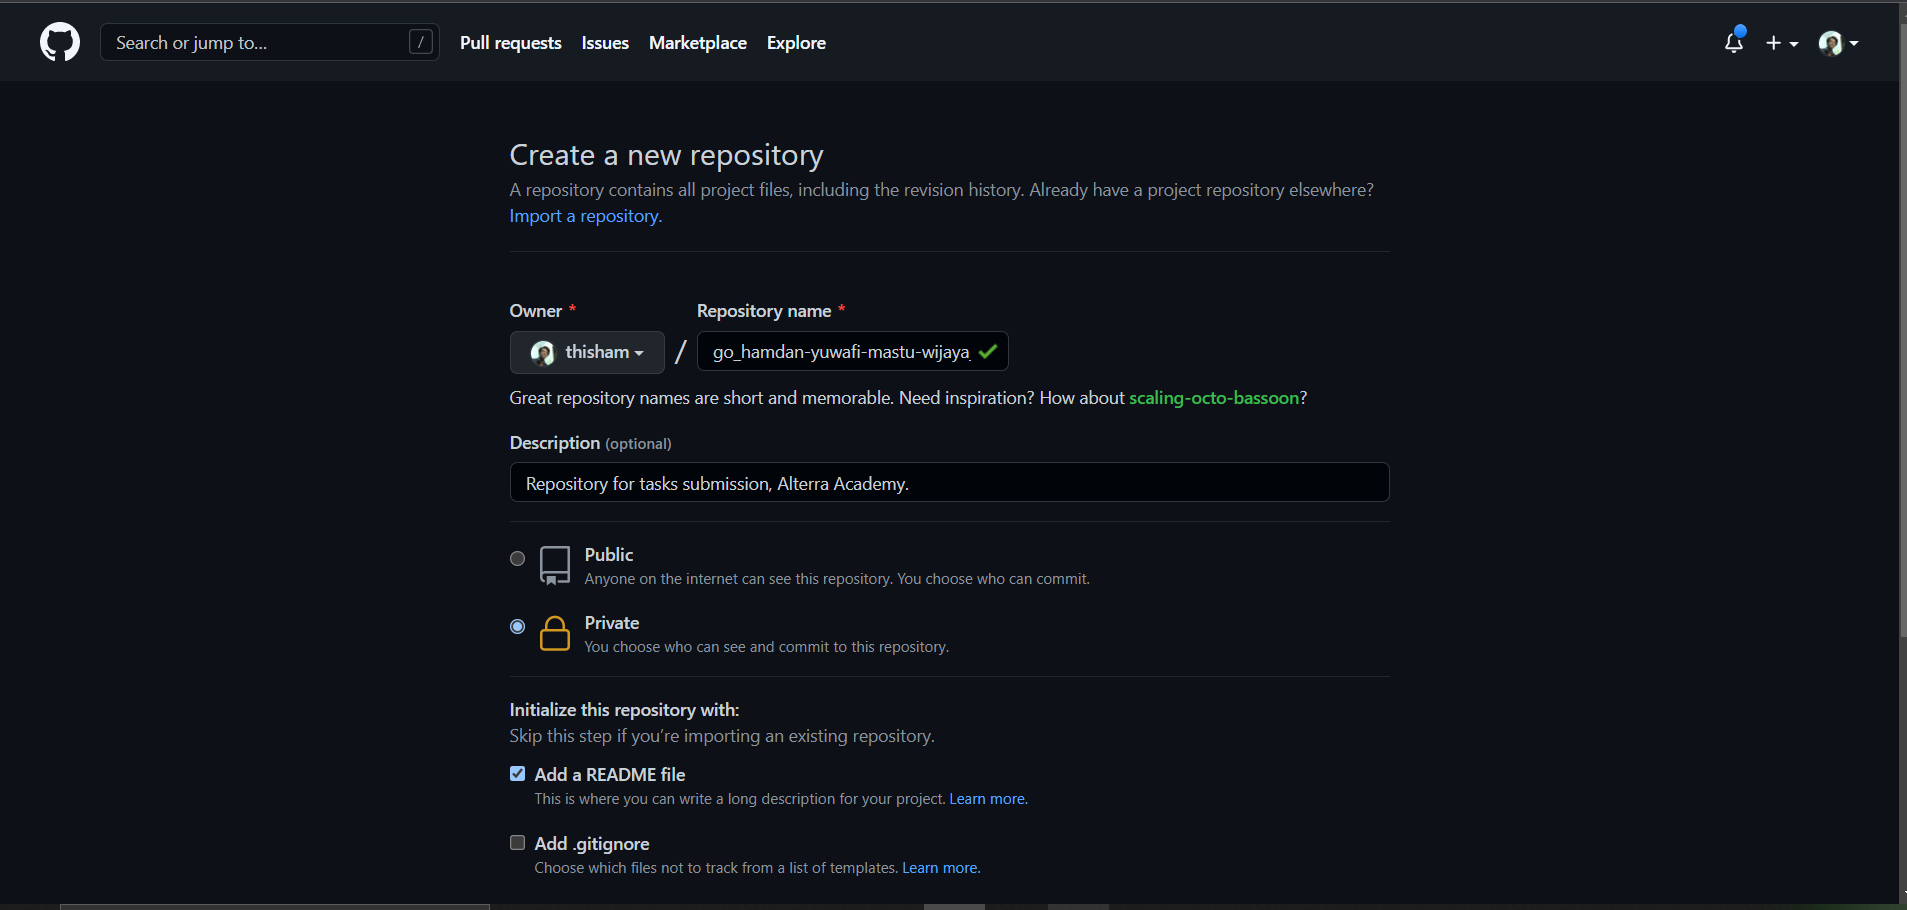 Search or jump to... /
Pull requests Issues Marketplace Explore
Create a new repository
A repository contains all project files, including the revision history. Already have a project repository elsewhere?
Import a repository.
Owner * Repository name *
thisham / go_hamdan-yuwafi-mastu-wijaya_
Great repository names are short and memorable. Need inspiration? How about scaling-octo-bassoon?
Description (optional)
Repository for tasks submission, Alterra Academy.
Public
Anyone on the internet can see this repository. You choose who can commit.
Private
You choose who can see and commit to this repository.
Initialize this repository with:
Skip this step if you’re importing an existing repository.
Add a README file
This is where you can write a long description for your project. Learn more.
Add .gitignore
Choose which files not to track from a list of templates. Learn more.